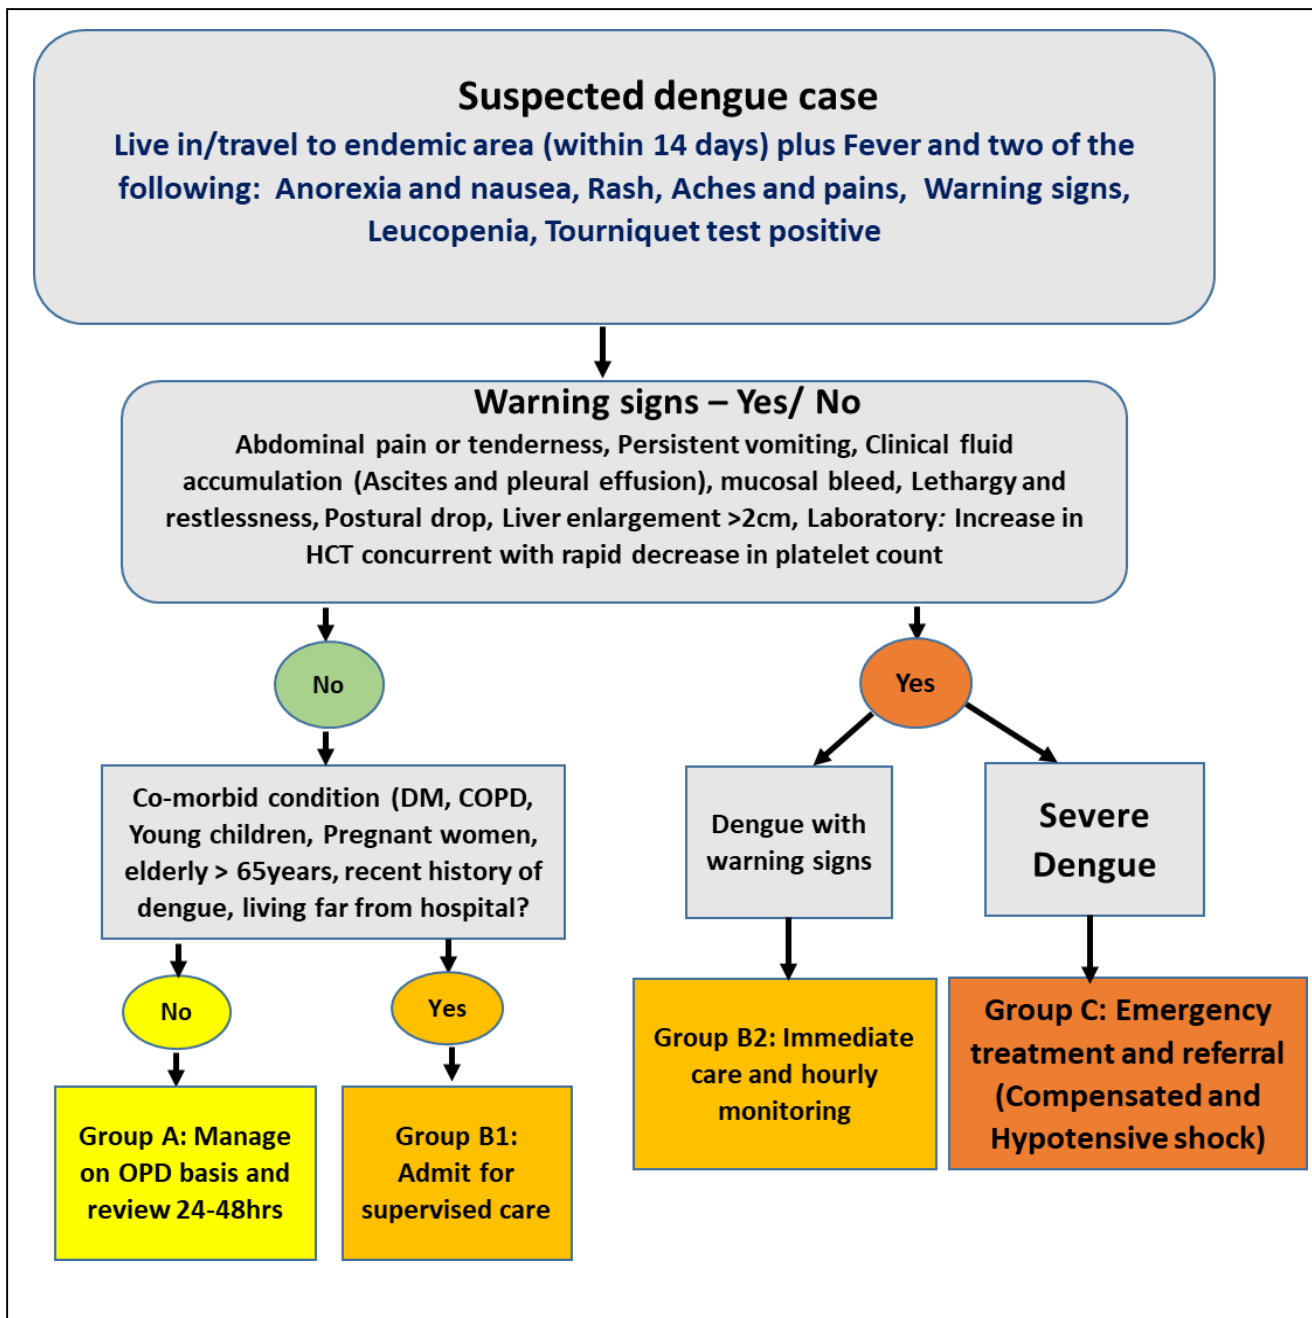 Suspected dengue case
Live in/travel to endemic area (within 14 days) plus Fever and two of the
following: Anorexia and nausea, Rash, Aches and pains, Warning signs,
Leucopenia, Tourniquet test positive
Warning signs – Yes/ No
Abdominal pain or tenderness, Persistent vomiting, Clinical fluid
accumulation (Ascites and pleural effusion), mucosal bleed, Lethargy and
restlessness, Postural drop, Liver enlargement >2cm, Laboratory: Increase in
HCT concurrent with rapid decrease in platelet count
No
Yes
Co-morbid condition (DM, COPD,
Young children, Pregnant women,
elderly > 65years, recent history of
dengue, living far from hospital?
Dengue with
warning signs
Severe
Dengue
No
Yes
Group A: Manage
on OPD basis and
review 24-48hrs
Group B1:
Admit for
supervised care
Group B2: Immediate
care and hourly
monitoring
Group C: Emergency
treatment and referral
(Compensated and
Hypotensive shock)